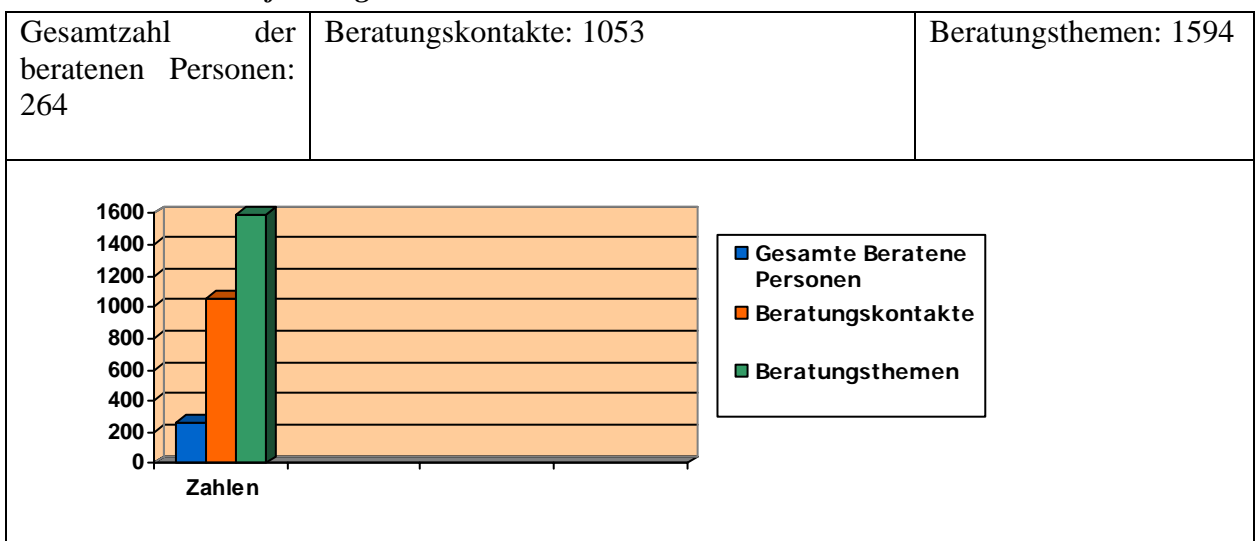 Gesamtzahl der
beratenen Personen:
264
Beratungskontakte: 1053
Beratungsthemen: 1594
1600
1400
1200
1000
800
600
400
200
0
Zahlen
Gesamte Beratene
Personen
Beratungskontakte
Beratungsthemen